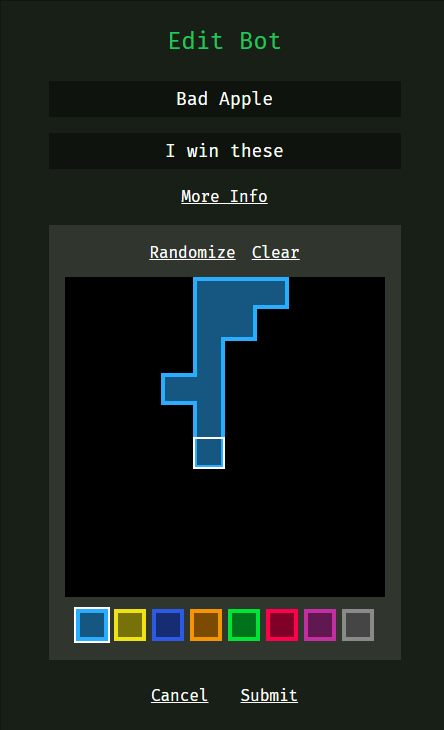 Edit Bot
Bad Apple
I win these
More Info
Randomize Clear
Cancel Submit